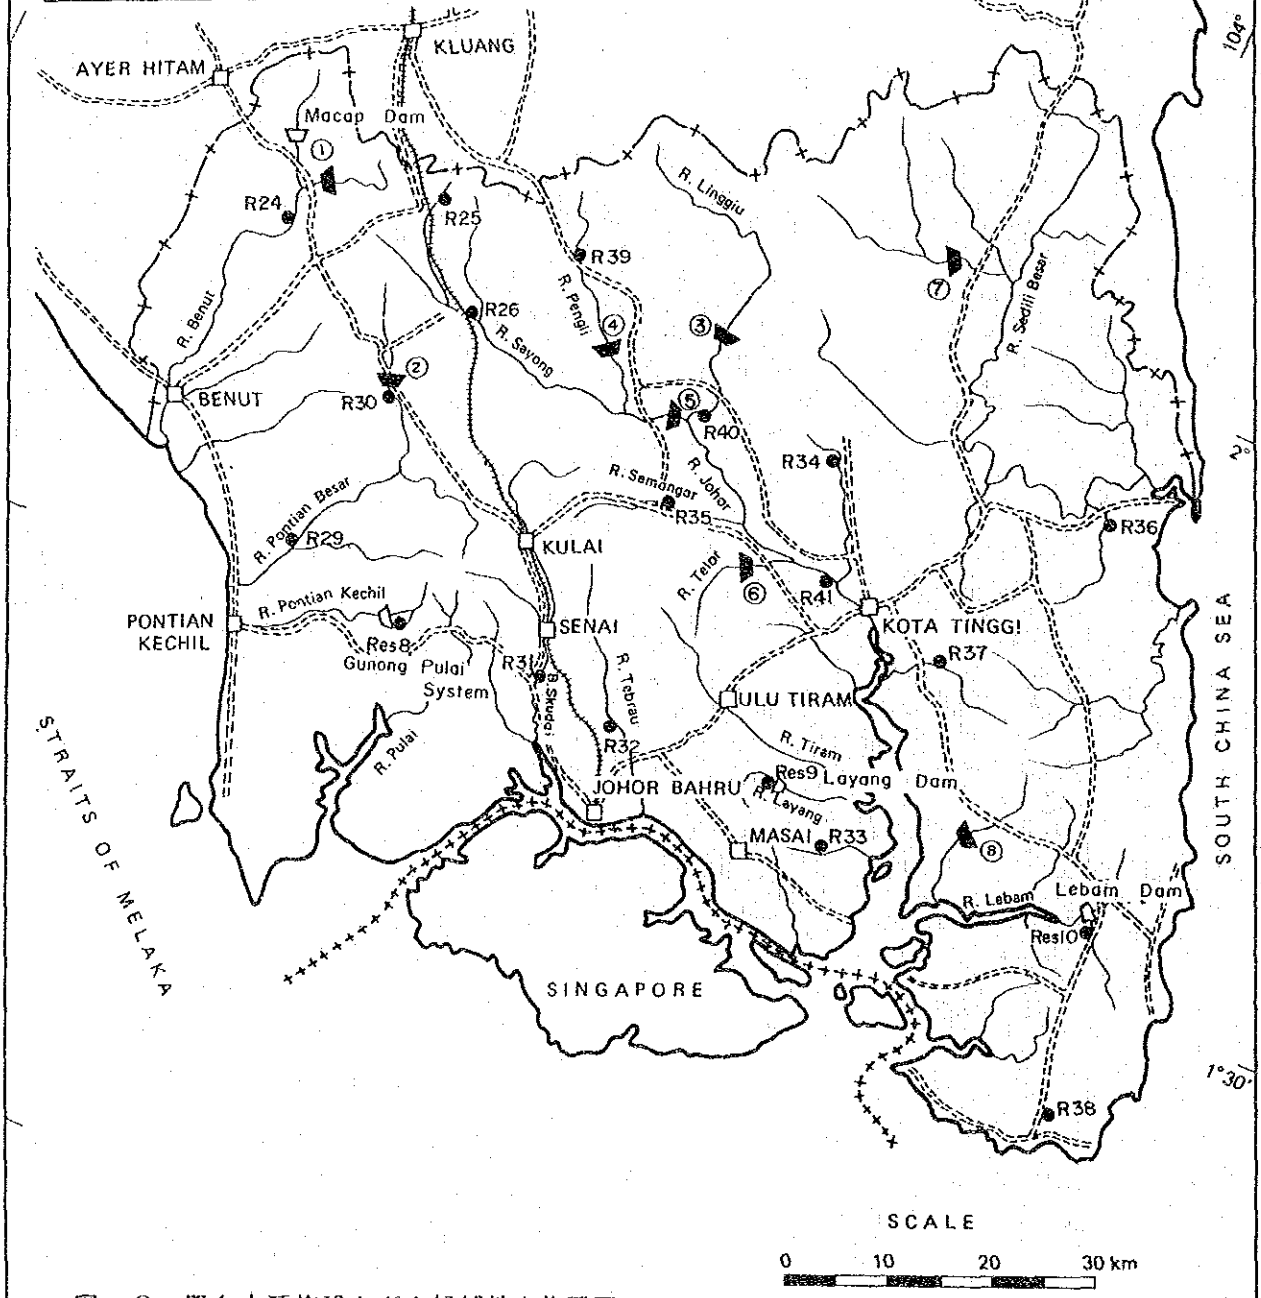 104°
KLUANG
AYER HITAM
Macap Dam
①
R24
R25
R. Linggiu
R39
R. Pengli
⑦
R. Sedili Besar
R. Benut
R26
④
③
R. Sayong
②
BENUT
R30
⑤
R40
2°
R34
R. Semangar
R. Johor
R. Pontian Besar
R35
R36
R29
KULAI
R. Telor
⑥
R41
R. Pontian Kechil
PONTIAN
KECHIL
SENAI
KOTA TINGGI
Res8
Gunong Pulai
System
R31
R37
R. Skudai
R. Tebrau
ULU TIRAM
R. Pulai
R32
R. Tiram
Res9
Layang Dam
JOHOR BAHRU
R. Layang
MASAI
R33
⑧
STRAITS OF MELAKA
SOUTH CHINA SEA
R. Lebam
Lebam Dam
Res10
SINGAPORE
1°30'
R38
SCALE
0 10 20 30 km